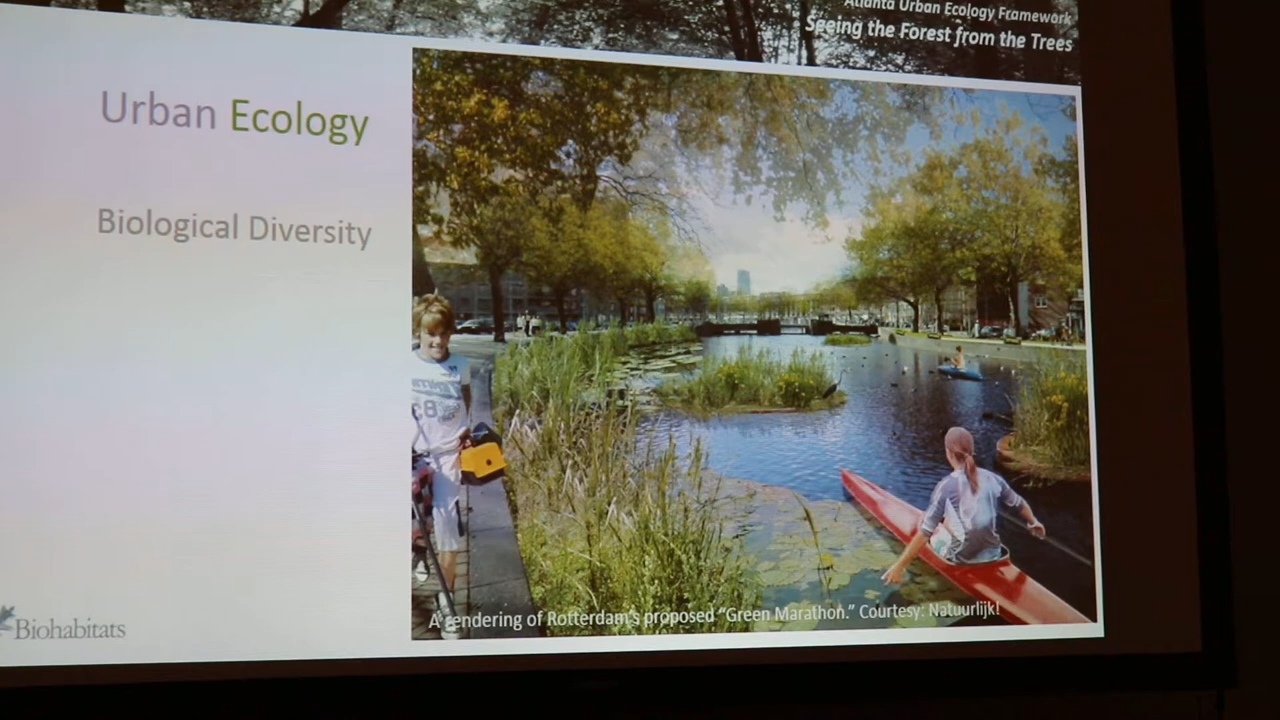 Atlanta Urban Ecology Framework
Seeing the Forest from the Trees
Urban Ecology
Biological Diversity
83
A rendering of Rotterdam's proposed “Green Marathon.” Courtesy: Natuurlijk!
Biohabitats